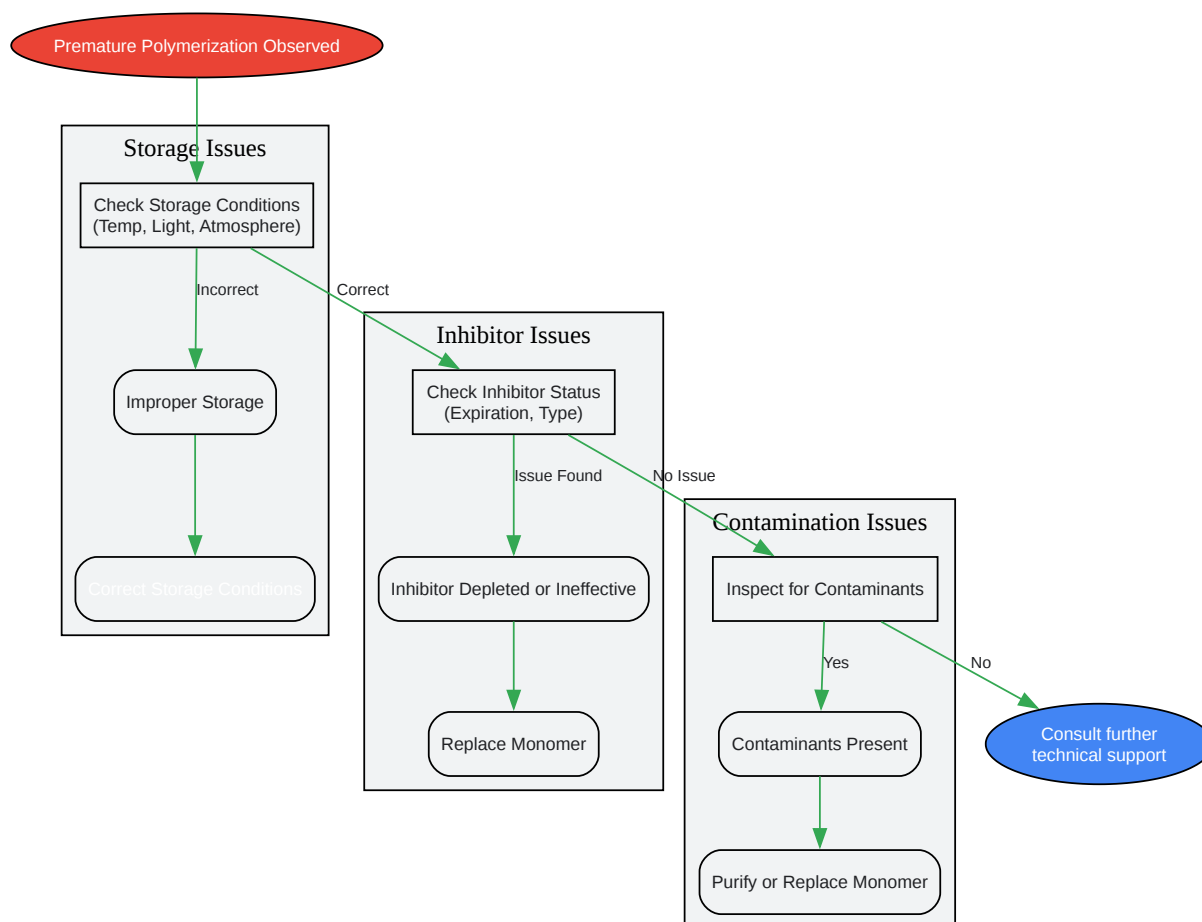 Premature Polymerization Observed
Storage Issues
Check Storage Conditions
(Temp, Light, Atmosphere)
Incorrect
Correct
Improper Storage
Correct Storage Conditions
Inhibitor Issues
Check Inhibitor Status
(Expiration, Type)
Issue Found
No Issue
Inhibitor Depleted or Ineffective
Replace Monomer
Contamination Issues
Inspect for Contaminants
Yes
No
Contaminants Present
Purify or Replace Monomer
Consult further
technical support